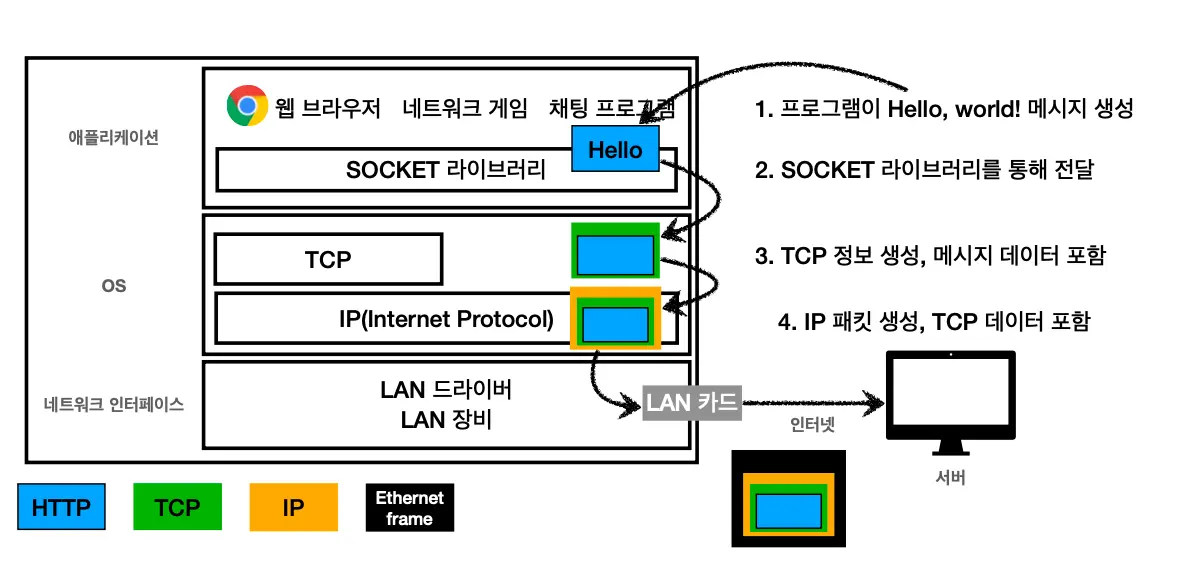 웹 브라우저 네트워크 게임 채팅 프로그램
1. 프로그램이 Hello, world! 메시지 생성
애플리케이션
Hello
SOCKET 라이브러리
2. SOCKET 라이브러리를 통해 전달
TCP
3. TCP 정보 생성, 메시지 데이터 포함
OS
IP(Internet Protocol)
4. IP 패킷 생성, TCP 데이터 포함
네트워크 인터페이스
LAN 드라이버
LAN 장비
LAN 카드
인터넷
서버
HTTP
TCP
IP
Ethernet
frame